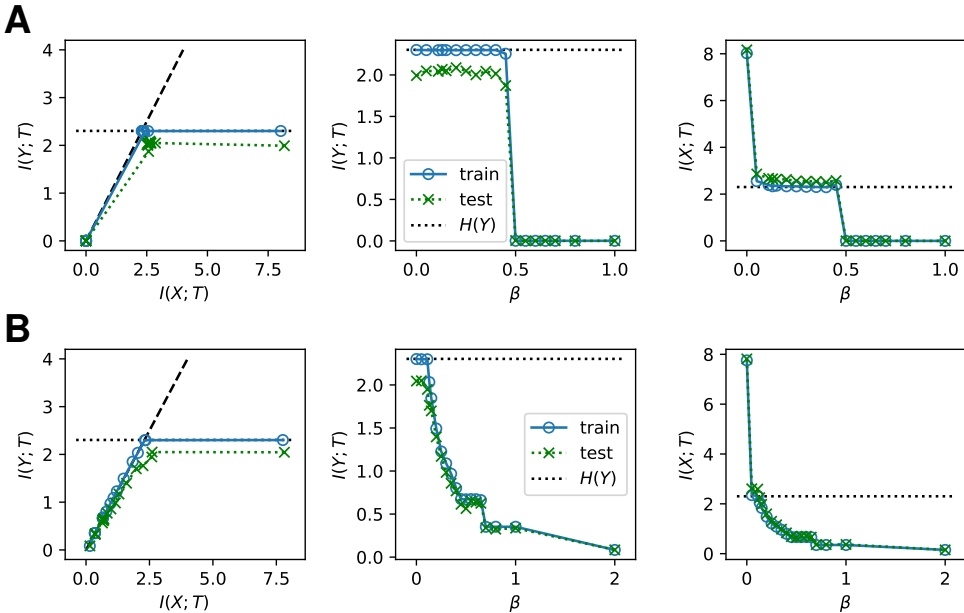 A
I(Y; T)
4
3
2
1
0
0.0 2.5 5.0 7.5
I(X; T)
I(Y; T)
2.0
1.5
1.0
0.5
0.0
train
test
H(Y)
0.0 0.5 1.0
β
I(X; T)
8
6
4
2
0
0.0 0.5 1.0
β
B
I(Y; T)
4
3
2
1
0
0.0 2.5 5.0 7.5
I(X; T)
I(Y; T)
2.0
1.5
1.0
0.5
0.0
train
test
H(Y)
0 1 2
β
I(X; T)
8
6
4
2
0
0 1 2
β